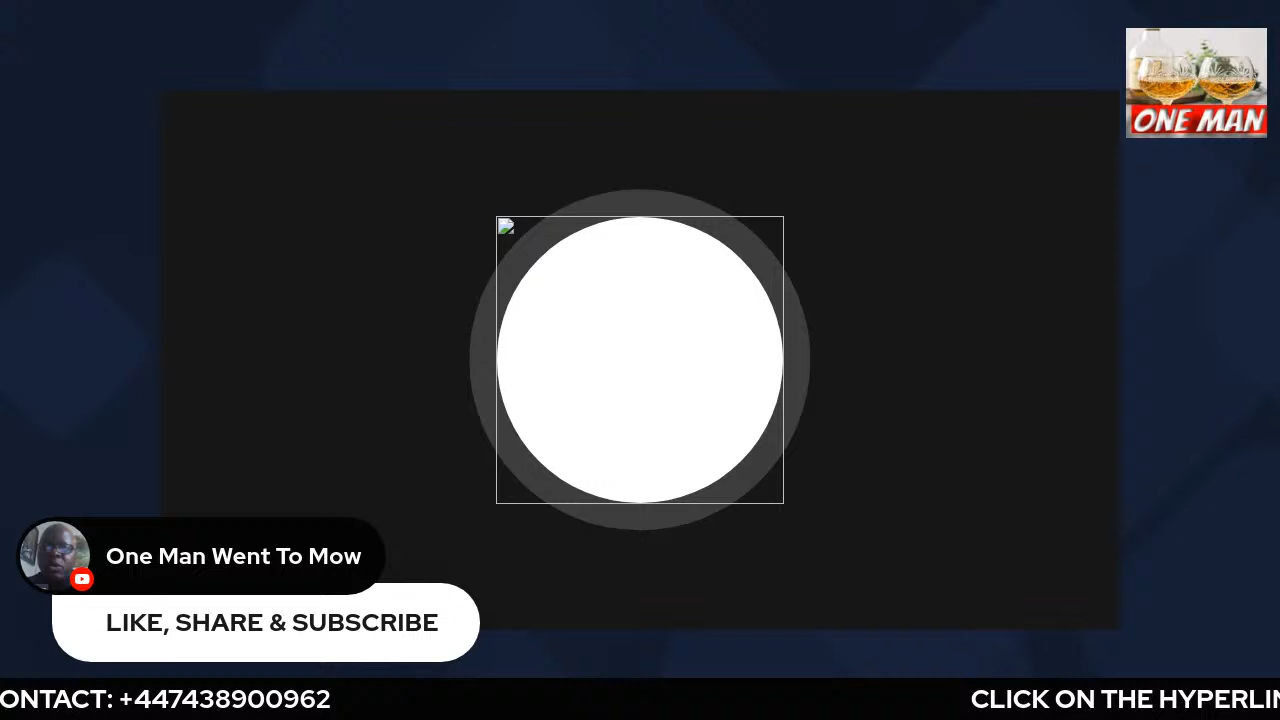 ONE MAN
One Man Went To Mow
LIKE, SHARE & SUBSCRIBE
ONTACT: +447438900962
CLICK ON THE HYPERLIN